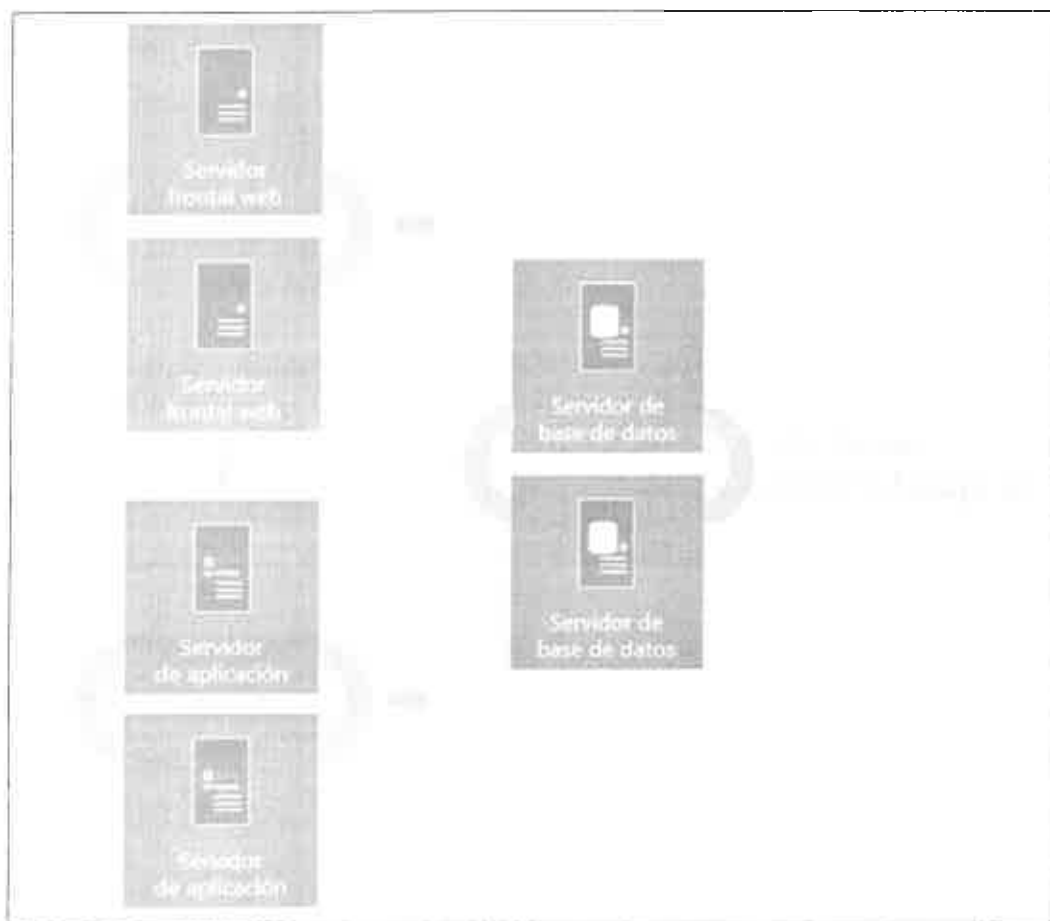 Servidor
frontal web
Servidor
frontal web
Servidor de
base de datos
Servidor de
base de datos
Servidor
de aplicación
Servidor
de aplicación